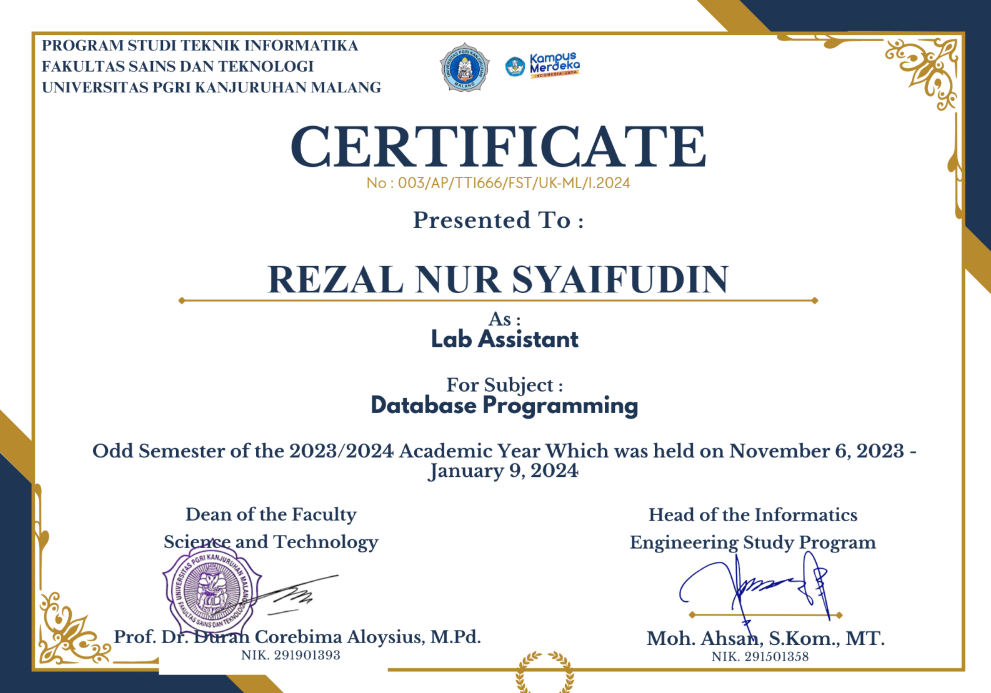 PROGRAM STUDI TEKNIK INFORMATIKA
FAKULTAS SAINS DAN TEKNOLOGI
UNIVERSITAS PGRI KANJURUHAN MALANG
Kampus
Merdeka
INDONESIA JAYA
CERTIFICATE
No : 003/AP/TTI666/FST/UK-ML/I.2024
Presented To :
REZAL NUR SYAIFUDIN
As :
Lab Assistant
For Subject :
Database Programming
Odd Semester of the 2023/2024 Academic Year Which was held on November 6, 2023 -
January 9, 2024
Dean of the Faculty
Science and Technology
UNIVERSITAS PGRI KANJURUHAN MALANG
FAKULTAS SAINS DAN TEKNOLOGI
Prof. Dr. Duran Corebima Aloysius, M.Pd.
NIK. 291901393
Head of the Informatics
Engineering Study Program
Moh. Ahsan, S.Kom., MT.
NIK. 291501358